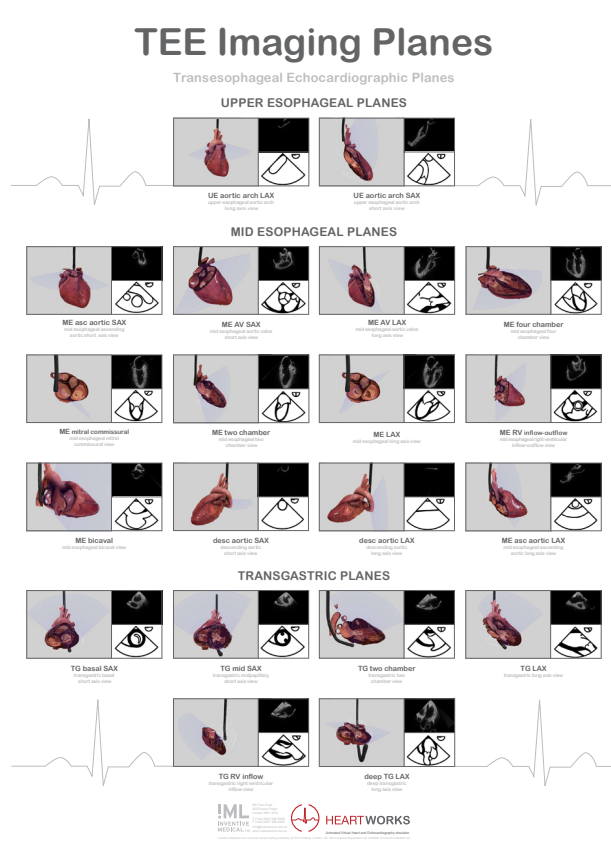 TEE Imaging Planes
Transesophageal Echocardiographic Planes
UPPER ESOPHAGEAL PLANES
UE aortic arch LAX
upper esophageal aortic arch
long axis view
UE aortic arch SAX
upper esophageal aortic arch
short axis view
MID ESOPHAGEAL PLANES
ME asc aortic SAX
mid esophageal ascending
aortic short axis view
ME AV SAX
mid esophageal aortic valve
short axis view
ME AV LAX
mid esophageal aortic valve
long axis view
ME four chamber
mid esophageal four
chamber view
ME mitral commissural
mid esophageal mitral
commissural view
ME two chamber
mid esophageal two
chamber view
ME LAX
mid esophageal long axis view
ME RV inflow-outflow
mid esophageal right ventricular
inflow-outflow view
ME bicaval
mid esophageal bicaval view
desc aortic SAX
descending aortic
short axis view
desc aortic LAX
descending aortic
long axis view
ME asc aortic LAX
mid esophageal ascending
aortic long axis view
TRANSGASTRIC PLANES
TG basal SAX
transgastric basal
short axis view
TG mid SAX
transgastric midpapillary
short axis view
TG two chamber
transgastric two
chamber view
TG LAX
transgastric long axis view
TG RV inflow
transgastric right ventricular
inflow view
deep TG LAX
deep transgastric
long axis view
IML
INVENTIVE
MEDICAL
HEARTWORKS
Animated Virtual Heart and Echocardiography simulator